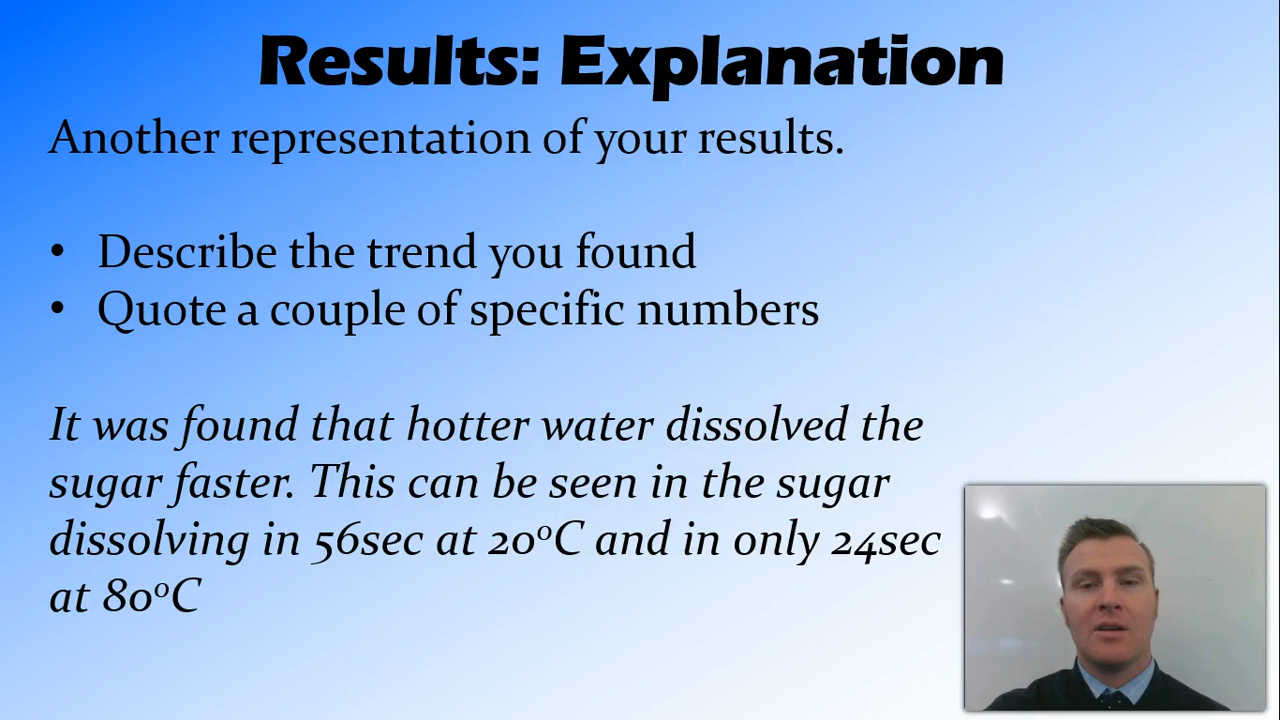 Results: Explanation
Another representation of your results.
• Describe the trend you found
• Quote a couple of specific numbers
It was found that hotter water dissolved the
sugar faster. This can be seen in the sugar
dissolving in 56sec at 20°C and in only 24sec
at 80°C